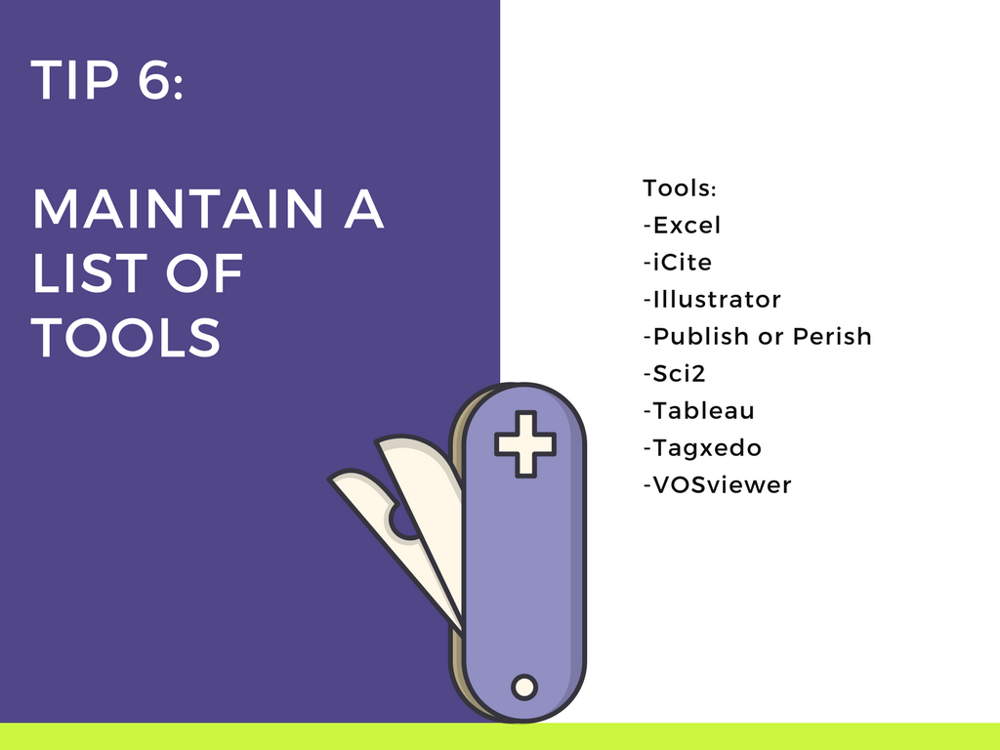 TIP 6:
MAINTAIN A
LIST OF
TOOLS
Tools:
-Excel
-iCite
-Illustrator
-Publish or Perish
-Sci2
-Tableau
-Tagxedo
-VOSviewer